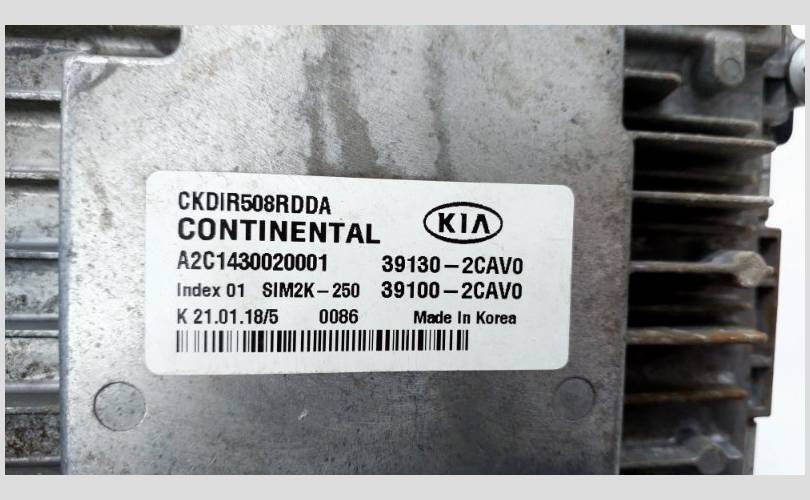 CKDIR508RDDA
CONTINENTAL KIA
A2C1430020001 39130-2CAV0
Index 01 SIM2K-250 39100-2CAV0
K 21.01.18/5 0086 Made In Korea